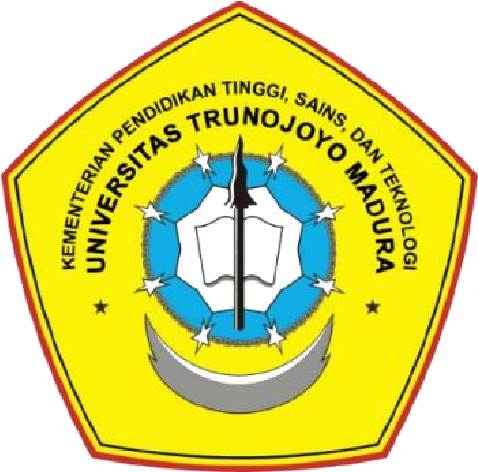 KEMENTERIAN PENDIDIKAN TINGGI, SAINS, DAN TEKNOLOGI
UNIVERSITAS TRUNOJOYO MADURA